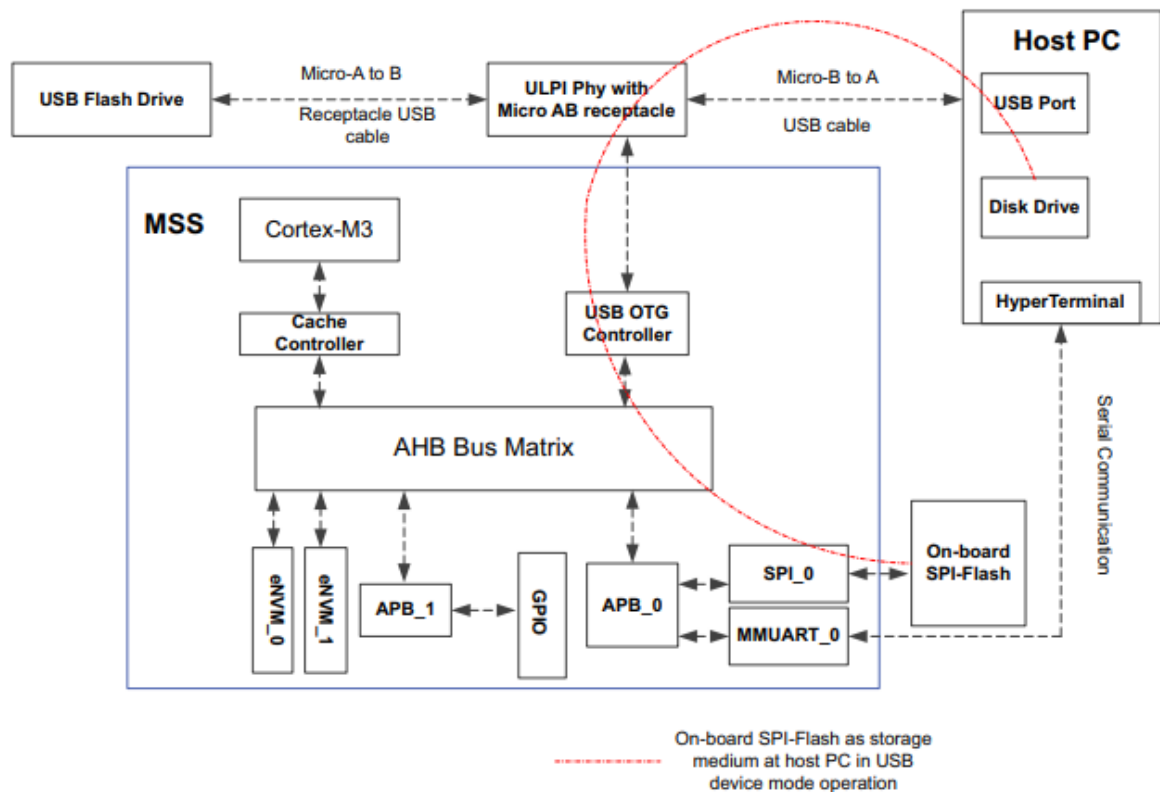 Host PC
USB Port
Disk Drive
HyperTerminal
USB Flash Drive
Micro-A to B
Receptacle USB
cable
ULPI Phy with
Micro AB receptacle
Micro-B to A
USB cable
MSS
Cortex-M3
Cache
Controller
USB OTG
Controller
AHB Bus Matrix
eNVM_0
eNVM_1
APB_1
GPIO
APB_0
SPI_0
MMUART_0
On-board
SPI-Flash
Serial Communication
On-board SPI-Flash as storage
medium at host PC in USB
device mode operation